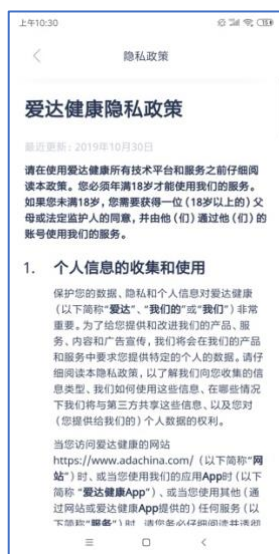 上午10:30
隐私政策
爱达健康隐私政策
最近更新：2019年10月30日
请在使用爱达健康所有技术平台和服务之前仔细阅
读本政策。您必须年满18岁才能使用我们的服务。
如果您未满18岁，您需要获得一位 (18岁以上的) 父
母或法定监护人的同意，并由他 (们) 通过他 (们) 的
账号使用我们的服务。
1. 个人信息的收集和使用
保护您的数据、隐私和个人信息对爱达健康
（以下简称“爱达”、“我们的”或“我们”）非常
重要。为了给您提供和改进我们的产品、服
务、内容和广告宣传，我们将会在我们的产品
和服务中要求您提供特定的个人的数据。请仔
细阅读本隐私政策，以了解我们向您收集的信
息类型、我们如何使用这些信息、在哪些情况
下我们将与第三方共享这些信息、以及您对
（您提供给我们的）个人数据的权利。
当您访问爱达健康的网站
https://www.adachina.com/（以下简称“网
站”）时、或当您使用我们的应用App时（以下
简称 “爱达健康App”）、或当您使用其他（通
过网站或爱达健康App提供的）任何服务（以
下简称“服务”）时，请您务必仔细阅读并透彻